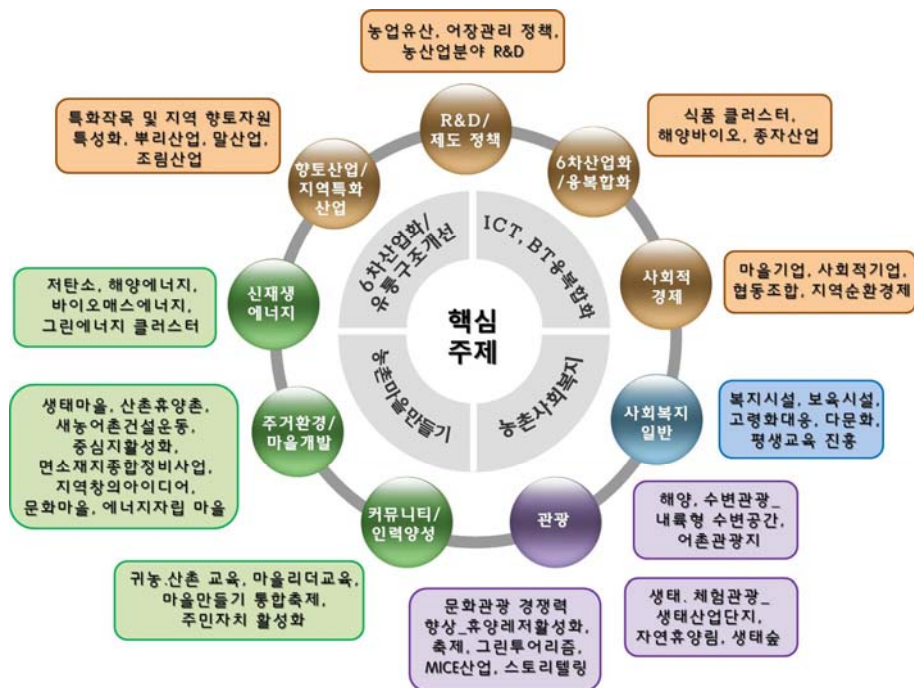 농업유산, 어장관리 정책,
농산업분야 R&D
특화작목 및 지역 향토자원
특성화, 뿌리산업, 말산업,
조림산업
R&D/
제도 정책
식품 클러스터,
해양바이오, 종자산업
향토산업/
지역특화
산업
6차산업화
/융복합화
6차산업화/
유통구조개선
ICT, BT융복합화
저탄소, 해양에너지,
바이오매스에너지,
그린에너지 클러스터
신재생
에너지
핵심
주제
사회적
경제
마을기업, 사회적기업,
협동조합, 지역순환경제
농촌마을만들기
농촌사회복지
생태마을, 산촌휴양촌,
새농어촌건설운동,
중심지활성화,
면소재지종합정비사업,
지역창의아이디어,
문화마을, 에너지자립 마을
주거환경/
마을개발
사회복지
일반
복지시설, 보육시설,
고령화대응, 다문화,
평생교육 진흥
커뮤니티/
인력양성
관광
해양, 수변관광_
내륙형 수변공간,
어촌관광지
귀농.산촌 교육, 마을리더교육,
마을만들기 통합축제,
주민자치 활성화
문화관광 경쟁력
향상_휴양레저활성화,
축제, 그린투어리즘,
MICE산업, 스토리텔링
생태. 체험관광_
생태산업단지,
자연휴양림, 생태숲